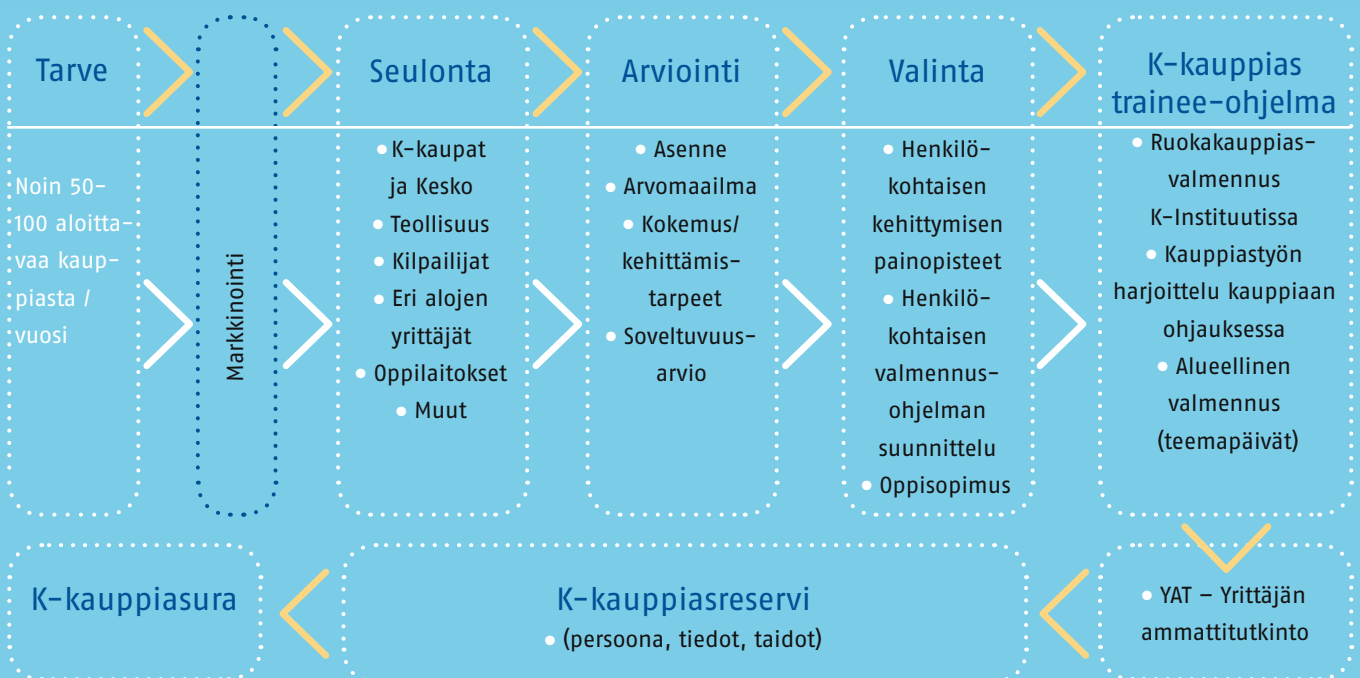 Tarve
Noin 50-
100 aloitta-
vaa kaup-
piasta /
vuosi
Markkinointi
Seulonta
• K-kaupat
ja Kesko
• Teollisuus
• Kilpailijat
• Eri alojen
yrittäjät
• Oppilaitokset
• Muut
Arviointi
• Asenne
• Arvomaailma
• Kokemus/
kehittämis-
tarpeet
• Soveltuvuus-
arvio
Valinta
• Henkilö-
kohtaisen
kehittymisen
painopisteet
• Henkilö-
kohtaisen
valmennus-
ohjelman
suunnittelu
• Oppisopimus
K-kauppias
trainee-ohjelma
• Ruokakauppias-
valmennus
K-Instituutissa
• Kauppiastyön
harjoittelu kauppiaan
ohjauksessa
• Alueellinen
valmennus
(teemapäivät)
• YAT – Yrittäjän
ammattitutkinto
K-kauppiasreservi
• (persoona, tiedot, taidot)
K-kauppiasura